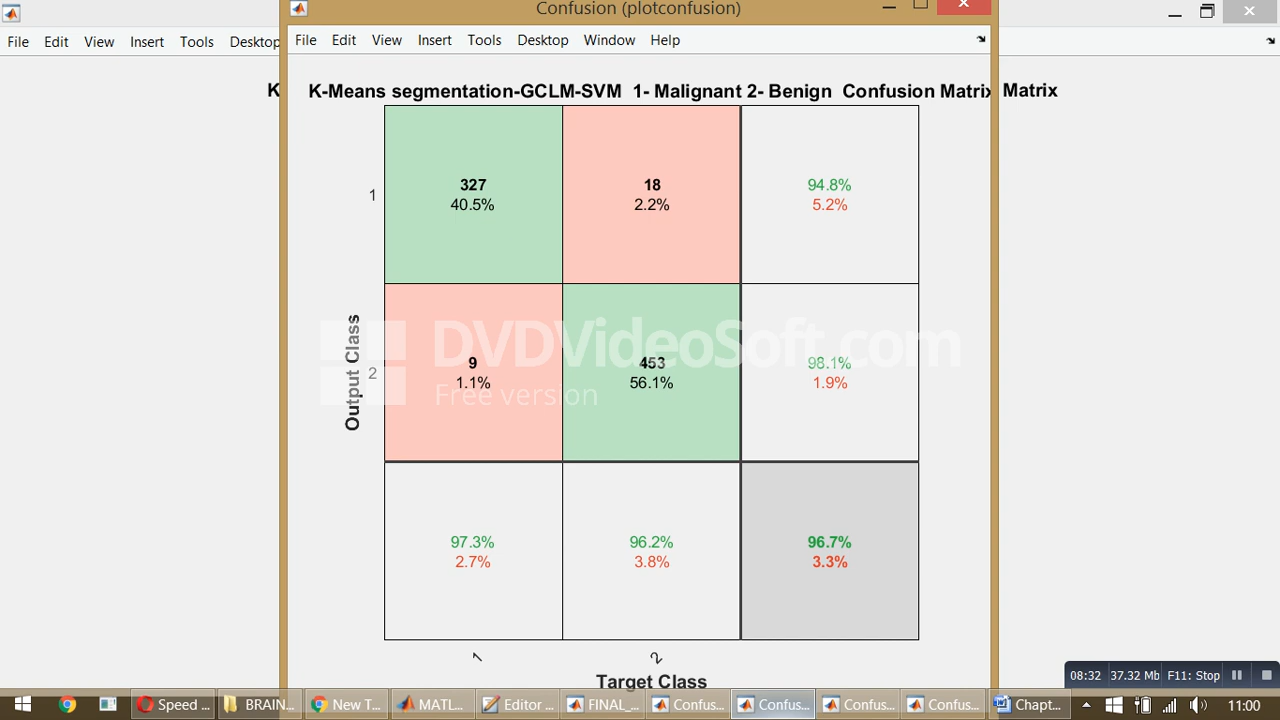 Confusion (plotconfusion)
File Edit View Insert Tools Desktop
File Edit View Insert Tools Desktop Window Help
K-Means segmentation-GCLM-SVM 1- Malignant 2- Benign Confusion Matrix
Matrix
1
327
40.5%
18
2.2%
94.8%
5.2%
Output Class
2
9
1.1%
453
56.1%
98.1%
1.9%
DVDVideoSoft.com
Free version
97.3%
2.7%
96.2%
3.8%
96.7%
3.3%
1
2
Target Class
08:32 37.32 Mb F11: Stop
Speed ... BRAIN... New T... MATL... Editor ... FINAL_... Confus... Confus... Confus... Confus... Chapt... 11:00